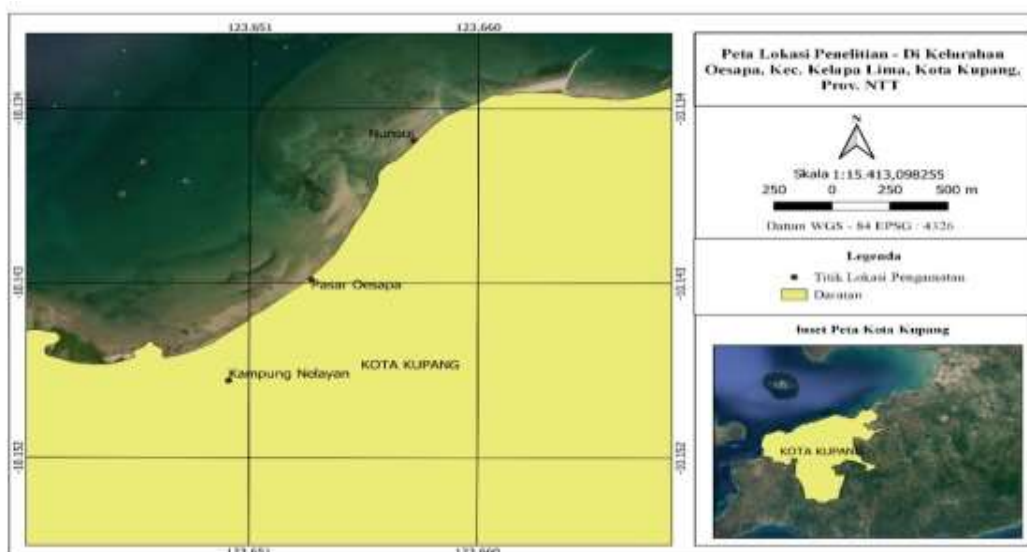 123.651 123.660
Peta Lokasi Penelitian - Di Kelurahan
Oesapa, Kec. Kelapa Lima, Kota Kupang,
Prov. NTT
-10.134 -10.134
Nunsui
N
Skala 1:15.413,098255
250 0 250 500 m
Datum WGS - 84 EPSG : 4326
Legenda
Titik Lokasi Pengamatan
Daratan
-10.143 -10.143
Pasar Oesapa
KOTA KUPANG
Kampung Nelayan
-10.152 -10.152
123.651 123.660
Inset Peta Kota Kupang
KOTA KUPANG